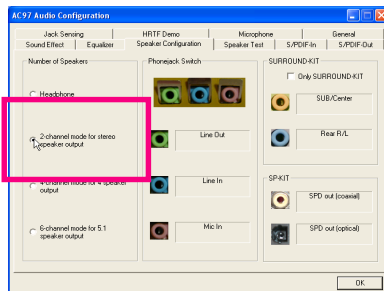 AC97 Audio Configuration
Jack Sensing
HRTF Demo
Microphone
General
Sound Effect
Equalizer
Speaker Configuration
Speaker Test
S/PDIF-In
S/PDIF-Out
Number of Speakers
Headphone
2-channel mode for stereo
speaker output
4-channel mode for 4 speaker
output
6-channel mode for 5.1
speaker output
Phonejack Switch
Line Out
Line In
Mic In
SURROUND-KIT
Only SURROUND-KIT
SUB/Center
Rear R/L
SP-KIT
SPD out (coaxial)
SPD out (optical)
OK